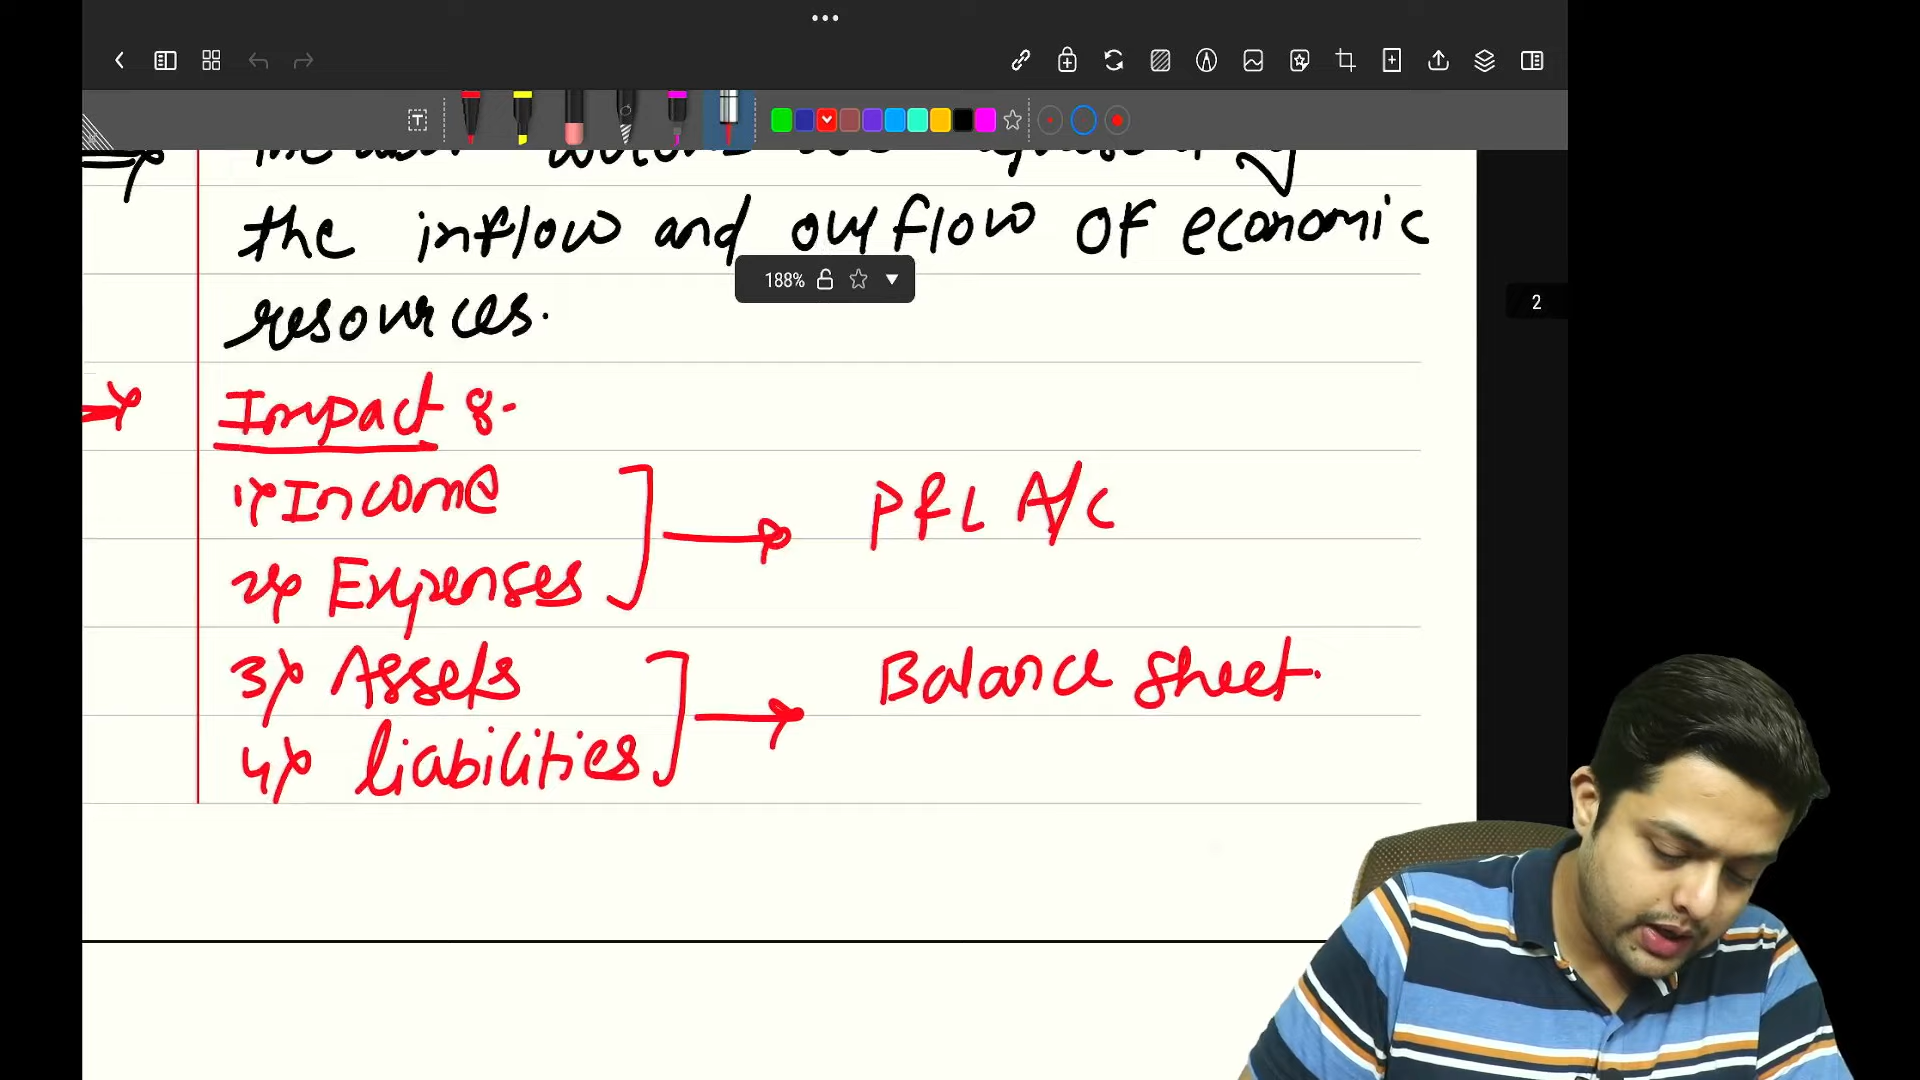 the inflow and outflow of economic
188%
resources.
2
Impact :-
1) Income
P&L A/C
2) Expenses
3) Assets
Balance Sheet.
4) liabilities